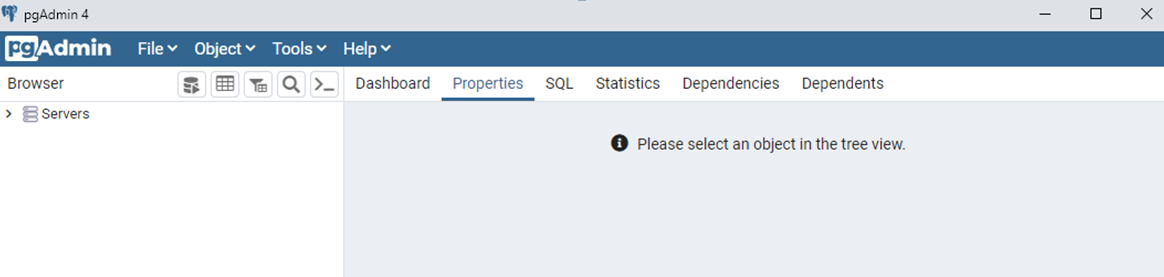 pgAdmin 4
pgAdmin File Object Tools Help
Browser Dashboard Properties SQL Statistics Dependencies Dependents
Servers
Please select an object in the tree view.